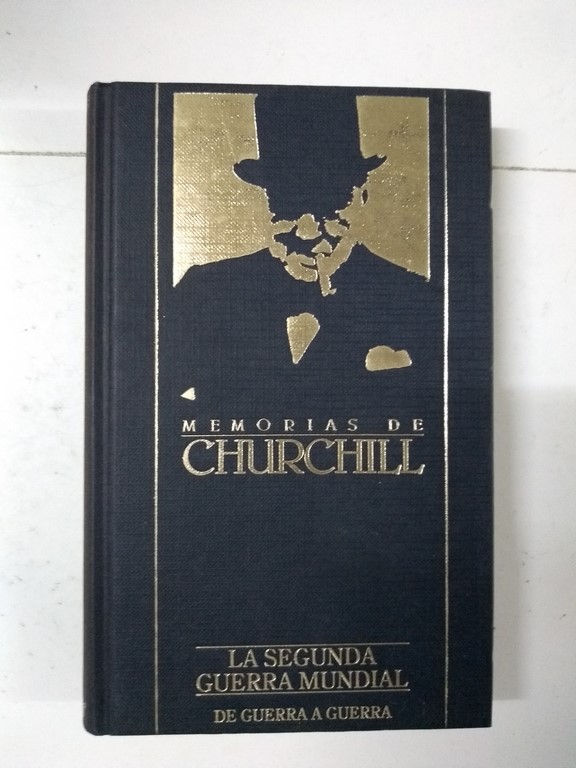 MEMORIAS DE
CHURCHILL
LA SEGUNDA
GUERRA MUNDIAL
DE GUERRA A GUERRA